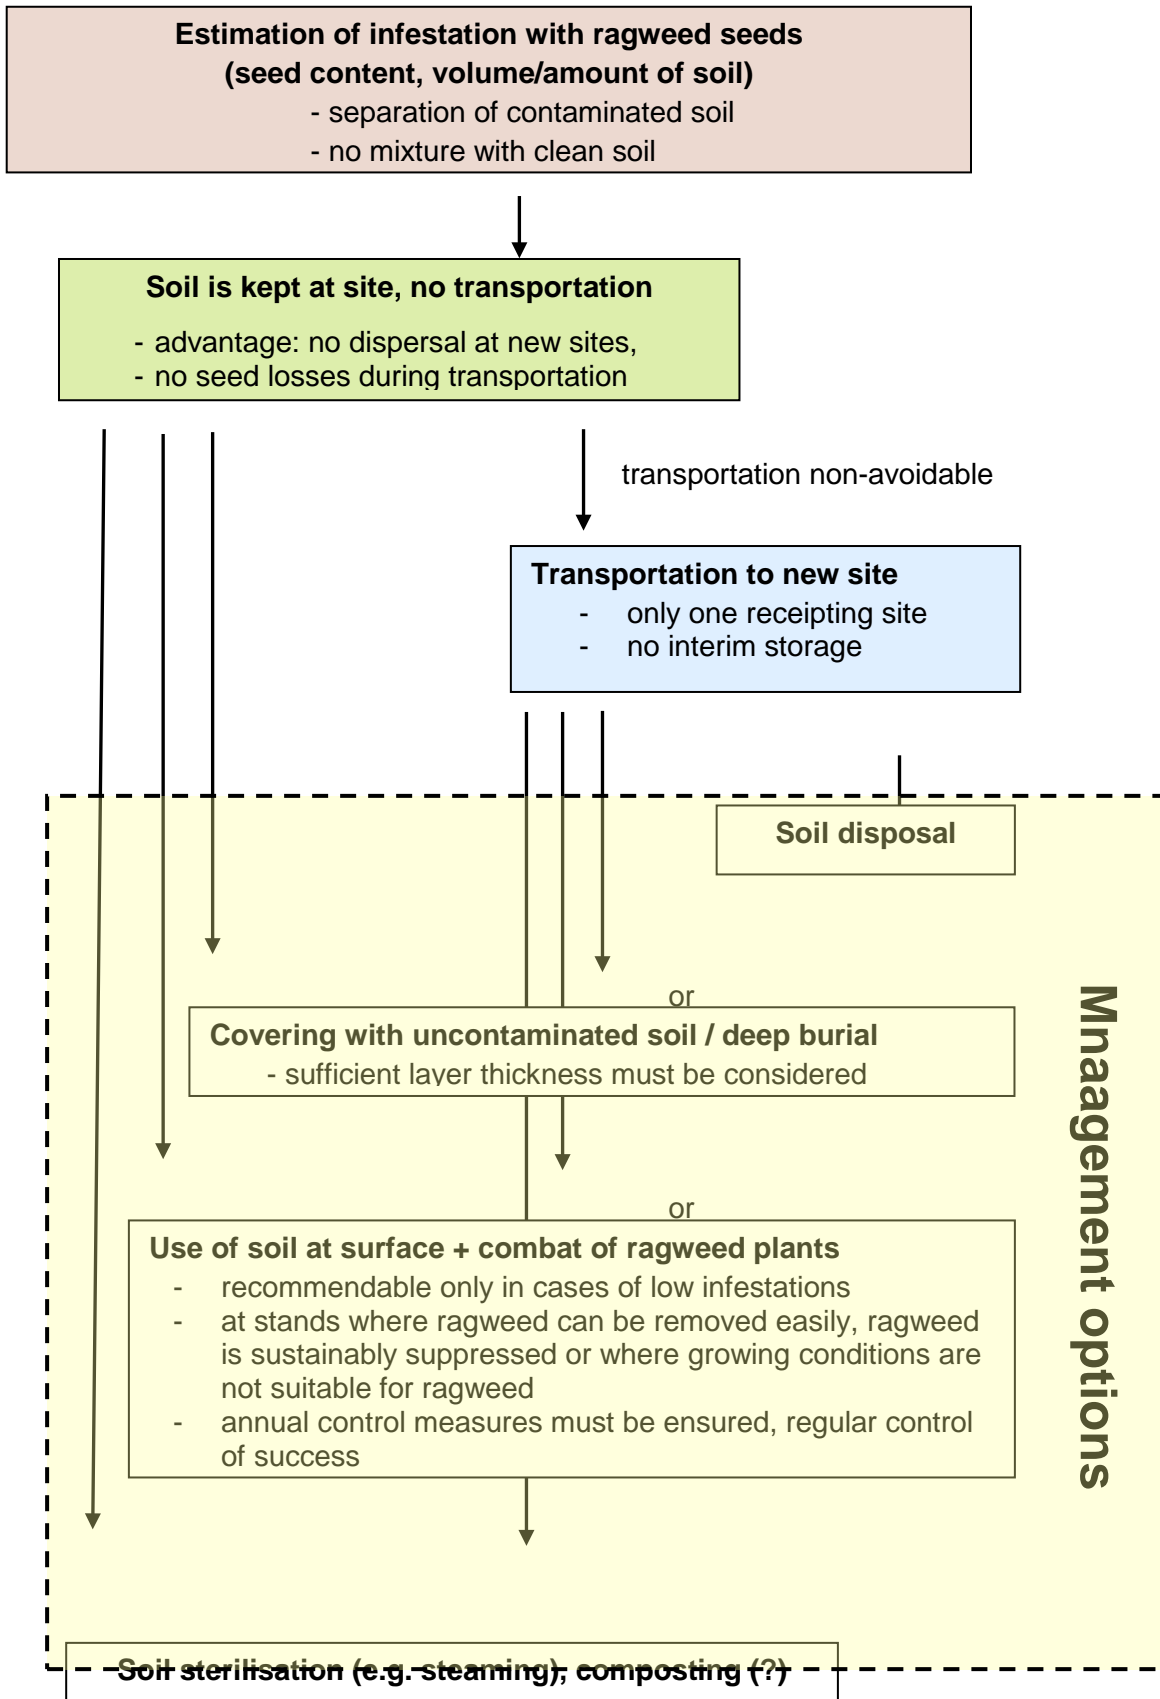 Estimation of infestation with ragweed seeds
(seed content, volume/amount of soil)
- separation of contaminated soil
- no mixture with clean soil
Soil is kept at site, no transportation
- advantage: no dispersal at new sites,
- no seed losses during transportation
transportation non-avoidable
Transportation to new site
- only one receipting site
- no interim storage
Soil disposal
or
Covering with uncontaminated soil / deep burial
- sufficient layer thickness must be considered
or
Use of soil at surface + combat of ragweed plants
- recommendable only in cases of low infestations
- at stands where ragweed can be removed easily, ragweed
is sustainably suppressed or where growing conditions are
not suitable for ragweed
- annual control measures must be ensured, regular control
of success
Mnaagement options
Soil sterilisation (e.g. steaming), composting (?)